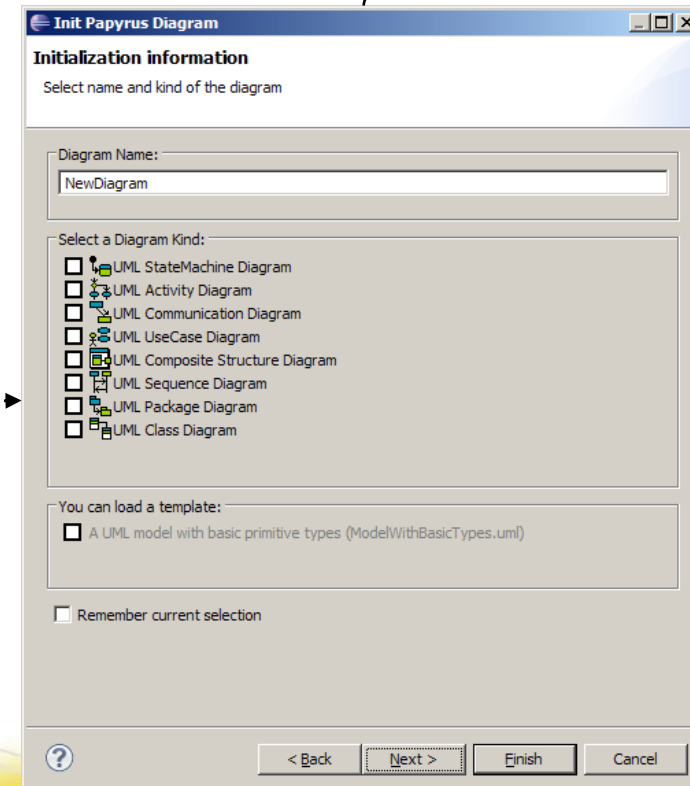 Init Papyrus Diagram
Initialization information
Select name and kind of the diagram
Diagram Name:
NewDiagram
Select a Diagram Kind:
UML StateMachine Diagram
UML Activity Diagram
UML Communication Diagram
UML UseCase Diagram
UML Composite Structure Diagram
UML Sequence Diagram
UML Package Diagram
UML Class Diagram
You can load a template:
A UML model with basic primitive types (ModelWithBasicTypes.uml)
Remember current selection
< Back Next > Finish Cancel